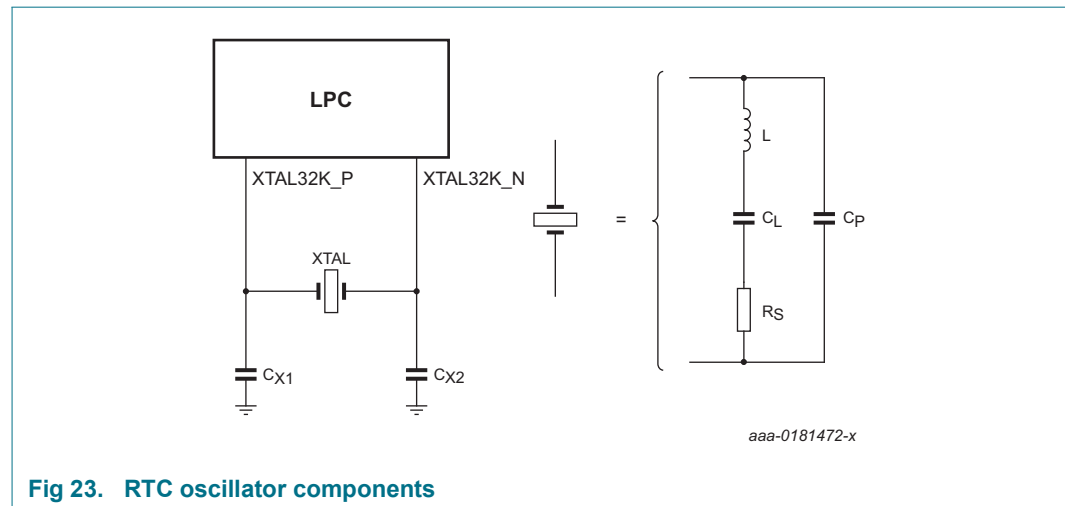 LPC
XTAL32K_P
XTAL32K_N
XTAL
CX1
CX2
=
L
CL
CP
RS
aaa-0181472-x
Fig 23. RTC oscillator components